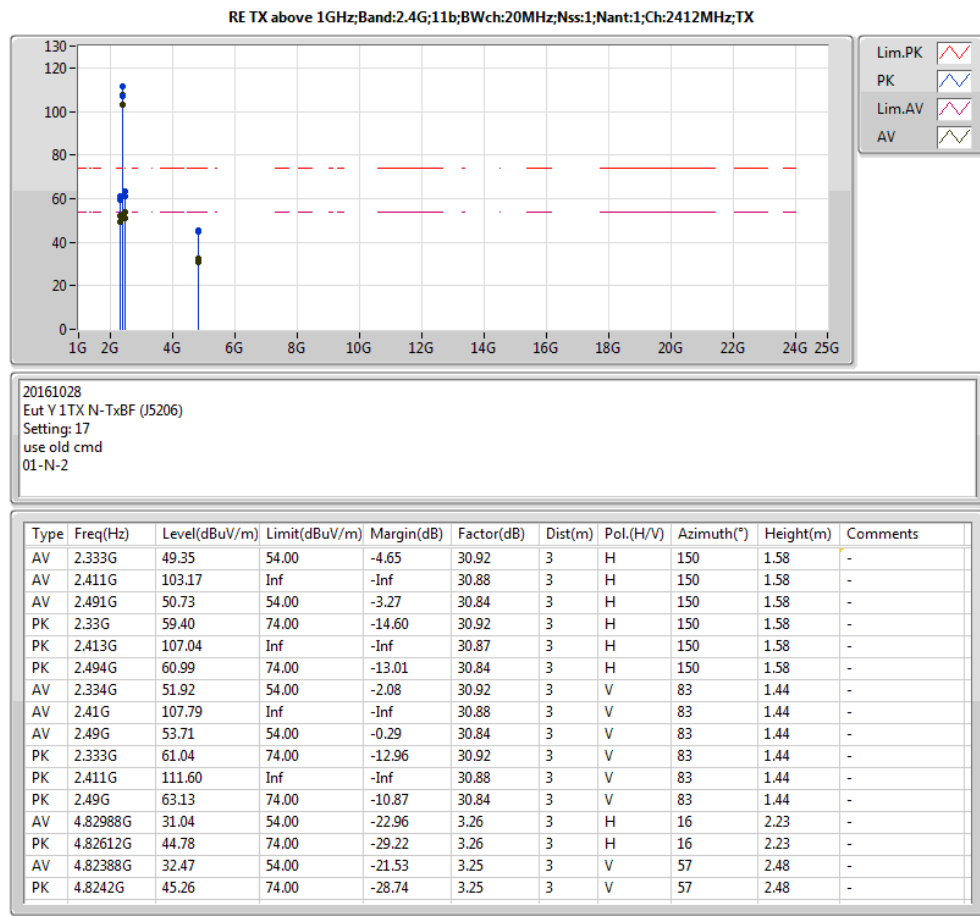 RE TX above 1GHz;Band:2.4G;11b;BWch:20MHz;Nss:1;Nant:1;Ch:2412MHz;TX
130
120
100
80
60
40
20
0
1G 2G 4G 6G 8G 10G 12G 14G 16G 18G 20G 22G 24G 25G
Lim.PK
PK
Lim.AV
AV
20161028
Eut Y 1TX N-TxBF (J5206)
Setting: 17
use old cmd
01-N-2
Type Freq(Hz) Level(dBuV/m) Limit(dBuV/m) Margin(dB) Factor(dB) Dist(m) Pol.(H/V) Azimuth(°) Height(m) Comments
AV 2.333G 49.35 54.00 -4.65 30.92 3 H 150 1.58 -
AV 2.411G 103.17 Inf -Inf 30.88 3 H 150 1.58 -
AV 2.491G 50.73 54.00 -3.27 30.84 3 H 150 1.58 -
PK 2.33G 59.40 74.00 -14.60 30.92 3 H 150 1.58 -
PK 2.413G 107.04 Inf -Inf 30.87 3 H 150 1.58 -
PK 2.494G 60.99 74.00 -13.01 30.84 3 H 150 1.58 -
AV 2.334G 51.92 54.00 -2.08 30.92 3 V 83 1.44 -
AV 2.41G 107.79 Inf -Inf 30.88 3 V 83 1.44 -
AV 2.49G 53.71 54.00 -0.29 30.84 3 V 83 1.44 -
PK 2.333G 61.04 74.00 -12.96 30.92 3 V 83 1.44 -
PK 2.411G 111.60 Inf -Inf 30.88 3 V 83 1.44 -
PK 2.49G 63.13 74.00 -10.87 30.84 3 V 83 1.44 -
AV 4.82988G 31.04 54.00 -22.96 3.26 3 H 16 2.23 -
PK 4.82612G 44.78 74.00 -29.22 3.26 3 H 16 2.23 -
AV 4.82388G 32.47 54.00 -21.53 3.25 3 V 57 2.48 -
PK 4.8242G 45.26 74.00 -28.74 3.25 3 V 57 2.48 -